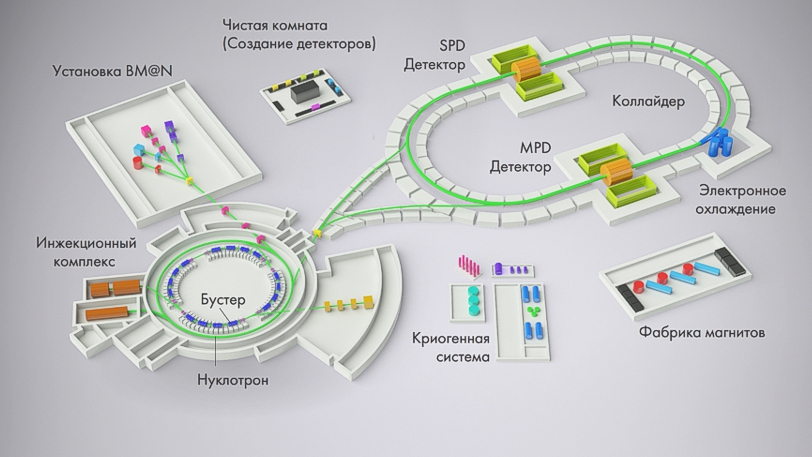 Чистая комната
(Создание детекторов)
SPD
Детектор
Установка BM@N
Коллайдер
MPD
Детектор
Электронное
охлаждение
Инжекционный
комплекс
Бустер
Криогенная
система
Фабрика магнитов
Нуклотрон